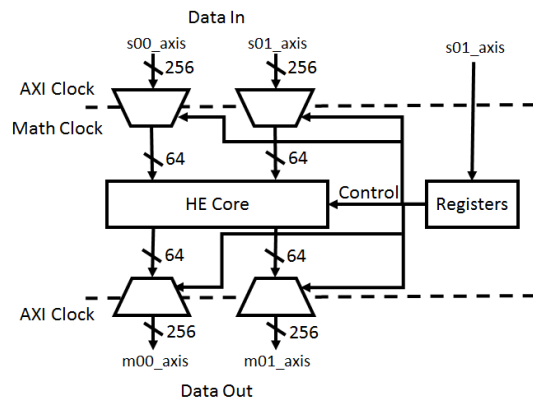 Data In
s00_axis s01_axis s01_axis
256 256
AXI Clock
Math Clock
64 64
Control
HE Core Registers
64 64
AXI Clock
256 256
m00_axis m01_axis
Data Out